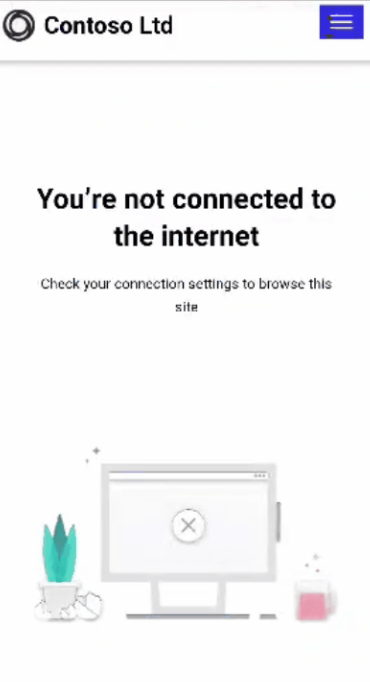 Contoso Ltd
You're not connected to
the internet
Check your connection settings to browse this
site